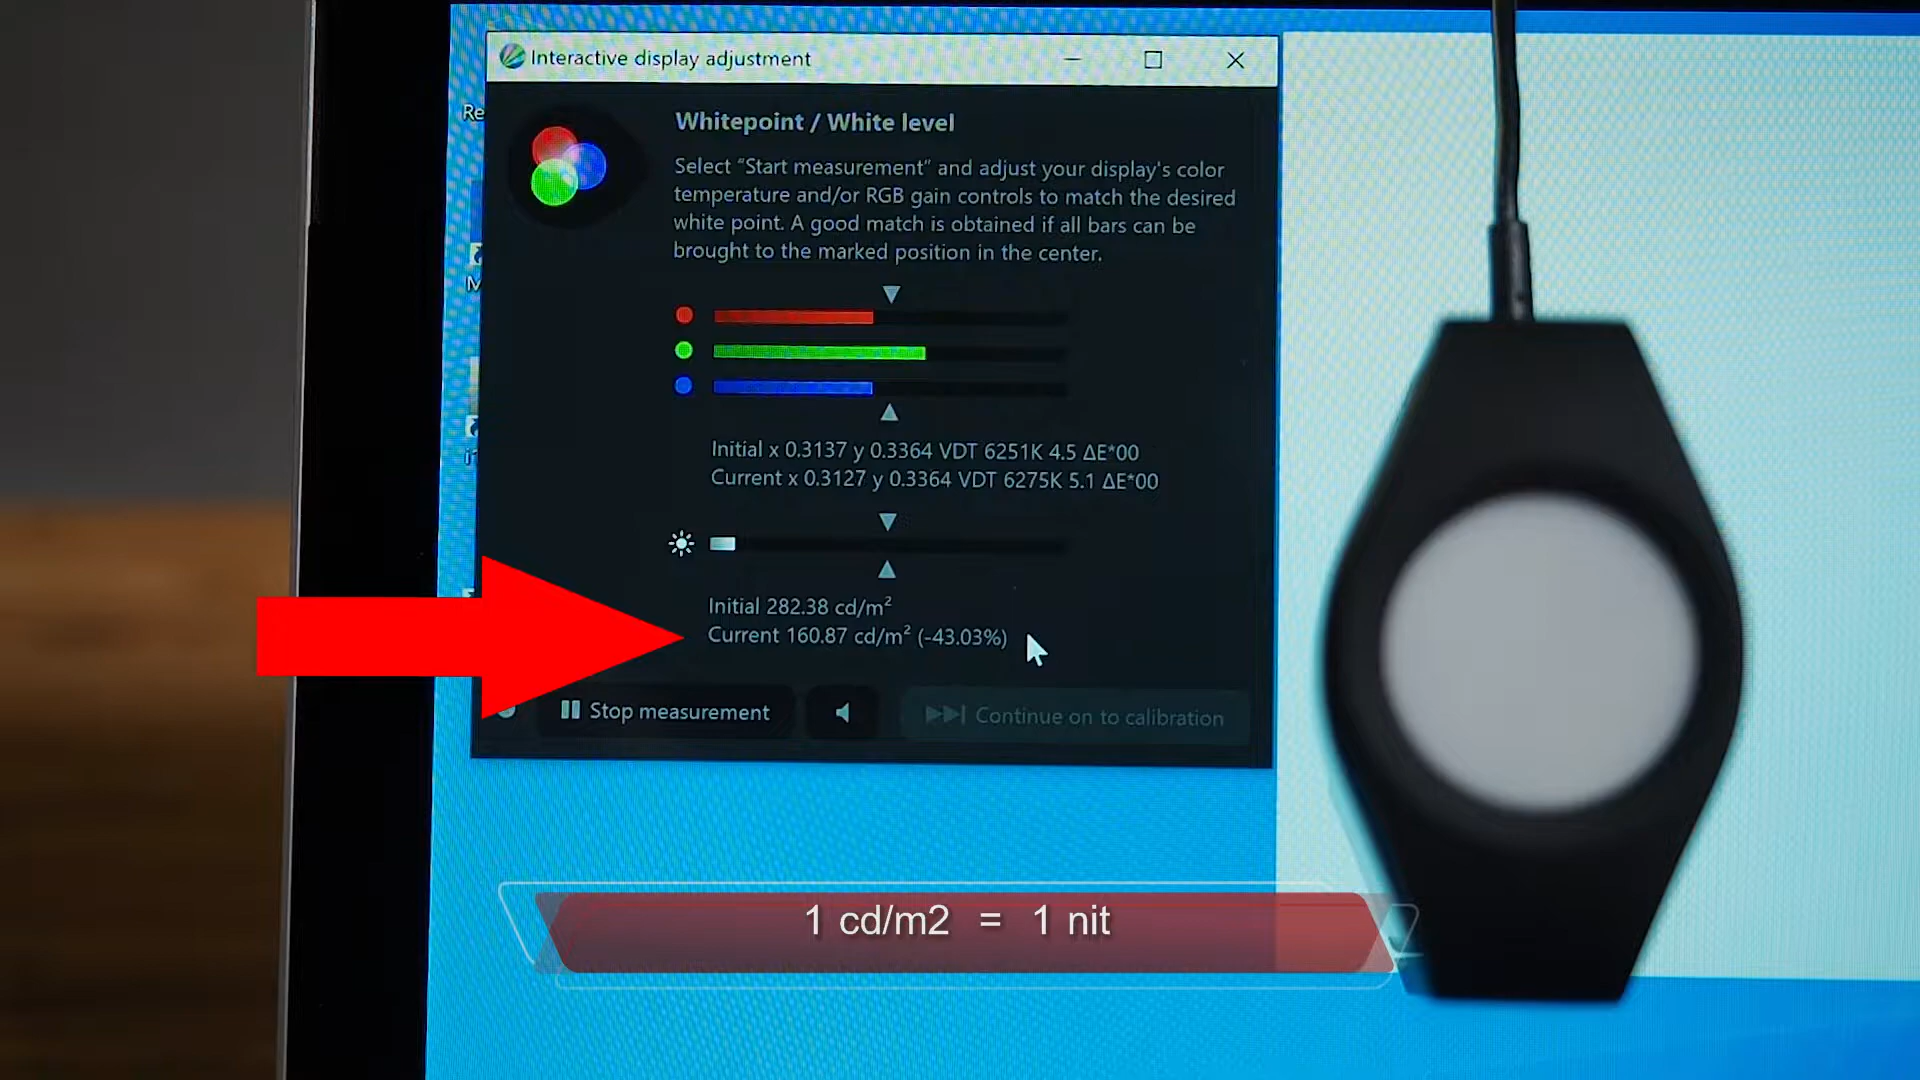 Interactive display adjustment
Re
Whitepoint / White level
Select “Start measurement” and adjust your display's color
temperature and/or RGB gain controls to match the desired
white point. A good match is obtained if all bars can be
brought to the marked position in the center.
M
Initial x 0.3137 y 0.3364 VDT 6251K 4.5 ΔE*00
Current x 0.3127 y 0.3364 VDT 6275K 5.1 ΔE*00
Initial 282.38 cd/m²
Current 160.87 cd/m² (-43.03%)
Stop measurement
Continue on to calibration
1 cd/m2 = 1 nit